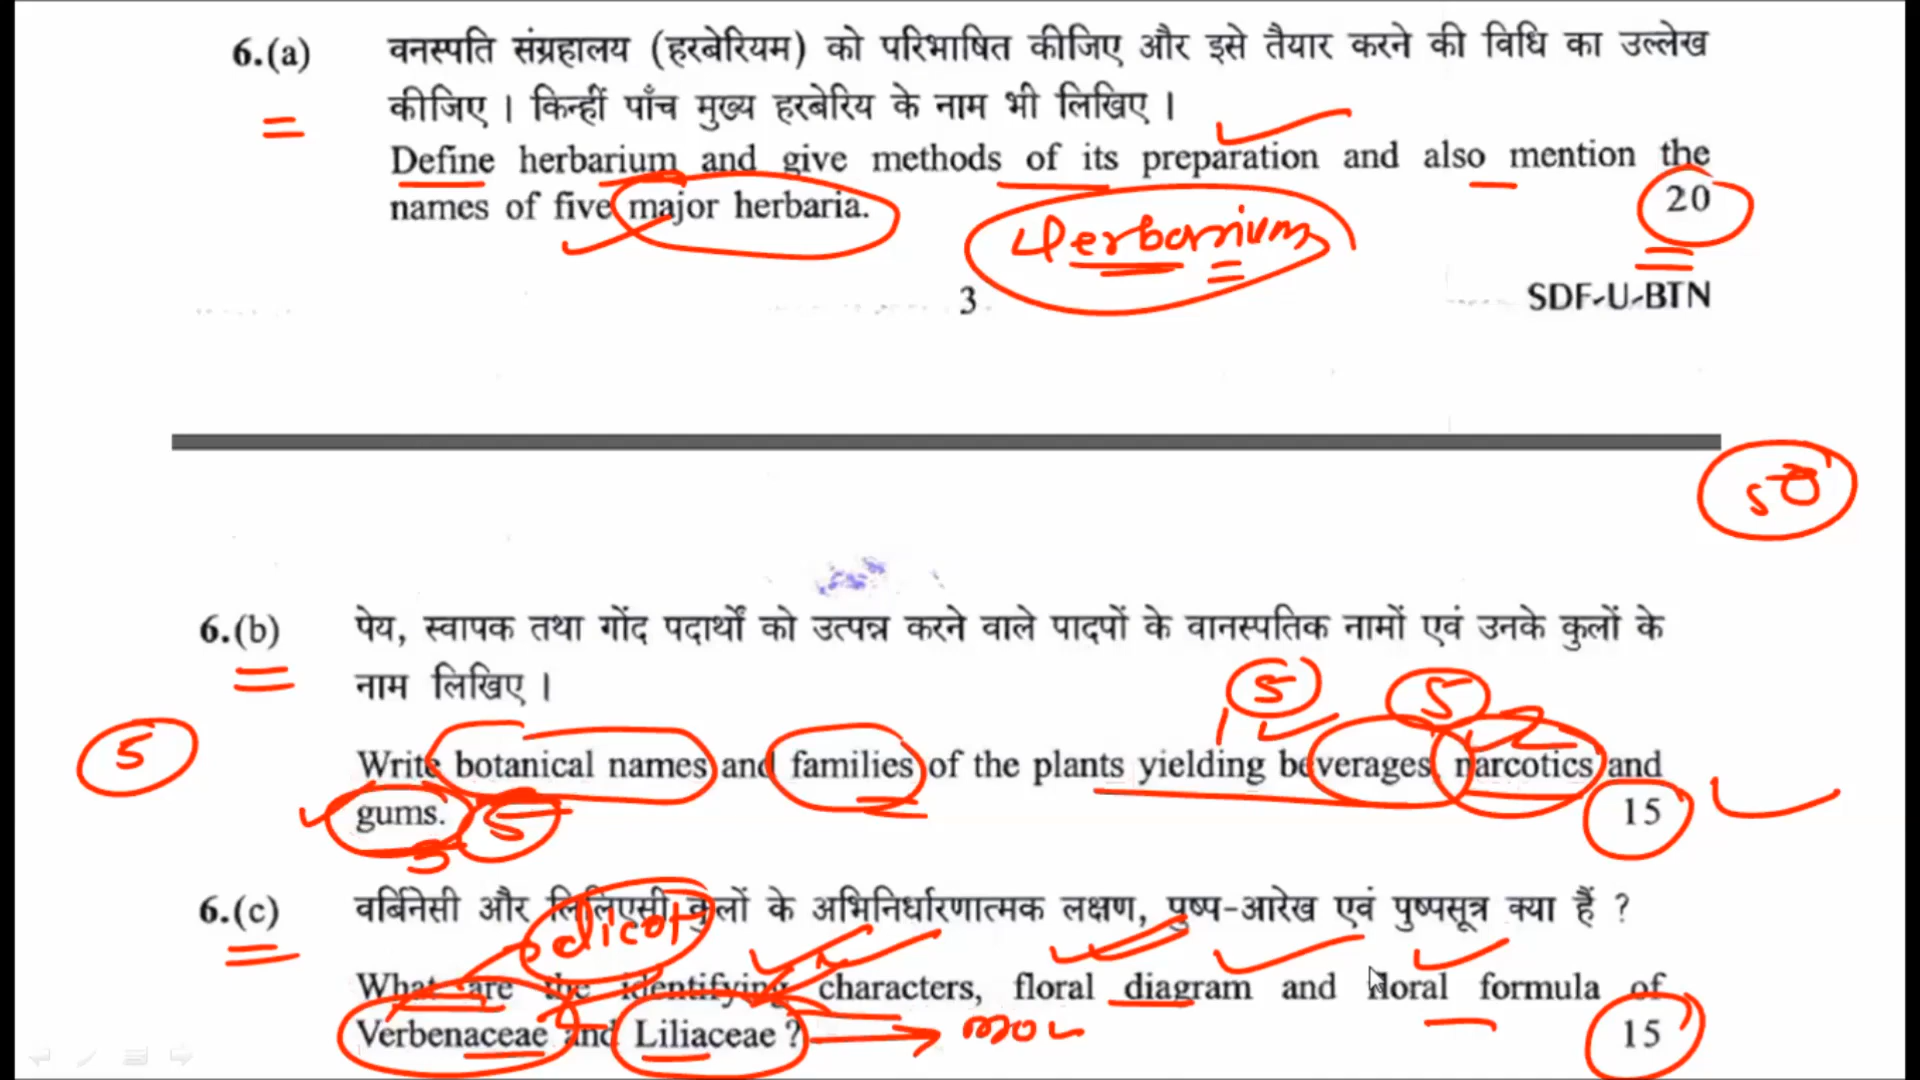 6.(a) वनस्पति संग्रहालय (हरबेरियम) को परिभाषित कीजिए और इसे तैयार करने की विधि का उल्लेख
कीजिए । किन्हीं पाँच मुख्य हरबेरिय के नाम भी लिखिए ।
Define herbarium and give methods of its preparation and also mention the
names of five major herbaria. 20
Herbarium
3 SDF-U-BTN
50
6.(b) पेय, स्वापक तथा गोंद पदार्थों को उत्पन्न करने वाले पादपों के वानस्पतिक नामों एवं उनके कुलों के
नाम लिखिए ।
5 5
5
Write botanical names and families of the plants yielding beverages, narcotics and
gums. 5 15
5
6.(c) वर्बिनेसी और लिलिएसी कुलों के अभिनिर्धारणात्मक लक्षण, पुष्प-आरेख एवं पुष्पसूत्र क्या हैं ?
dicot
What are the identifying characters, floral diagram and floral formula of
Verbenaceae and Liliaceae ? 15